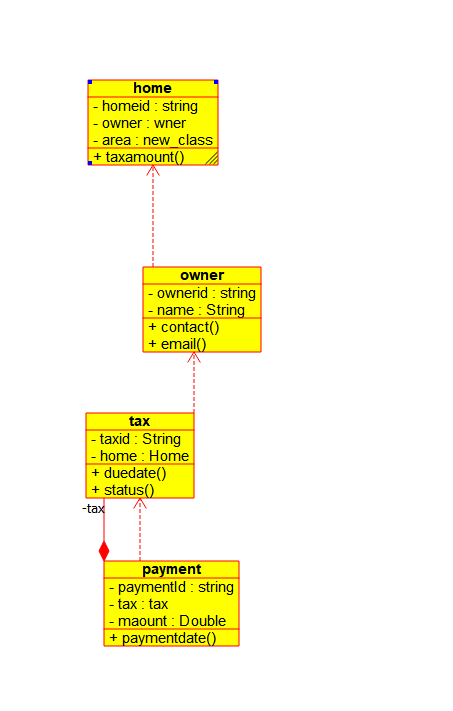 home
- homeid : string
- owner : wner
- area : new_class
+ taxamount()
owner
- ownerid : string
- name : String
+ contact()
+ email()
tax
- taxid : String
- home : Home
+ duedate()
+ status()
-tax
payment
- paymentId : string
- tax : tax
- maount : Double
+ paymentdate()